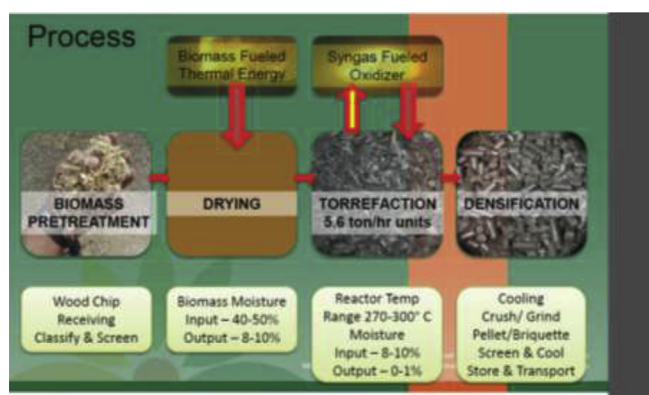 Process
Biomass Fueled
Thermal Energy
Syngas Fueled
Oxidizer
BIOMASS
PRETREATMENT
DRYING
TORREFACTION
5.6 ton/hr units
DENSIFICATION
Wood Chip
Receiving
Classify & Screen
Biomass Moisture
Input – 40-50%
Output – 8-10%
Reactor Temp
Range 270-300° C
Moisture
Input – 8-10%
Output – 0-1%
Cooling
Crush/ Grind
Pellet/Briquette
Screen & Cool
Store & Transport